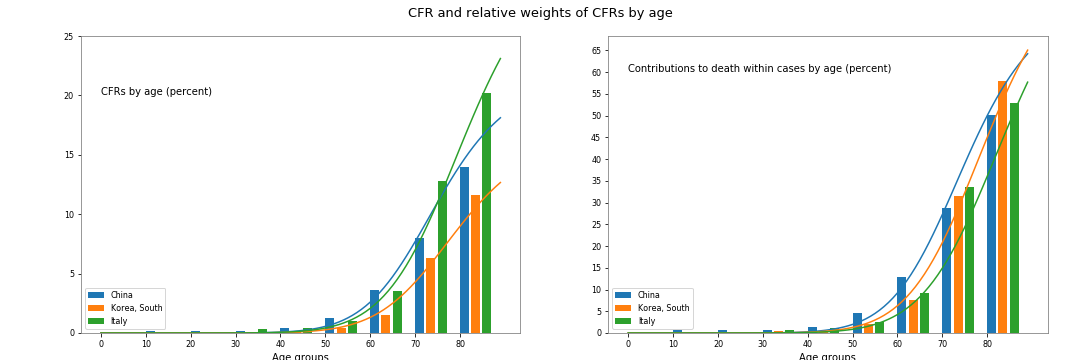 CFR and relative weights of CFRs by age
25
20
15
10
5
0
CFRs by age (percent)
China
Korea, South
Italy
0 10 20 30 40 50 60 70 80
Age groups
65
60
55
50
45
40
35
30
25
20
15
10
5
0
Contributions to death within cases by age (percent)
China
Korea, South
Italy
0 10 20 30 40 50 60 70 80
Age groups